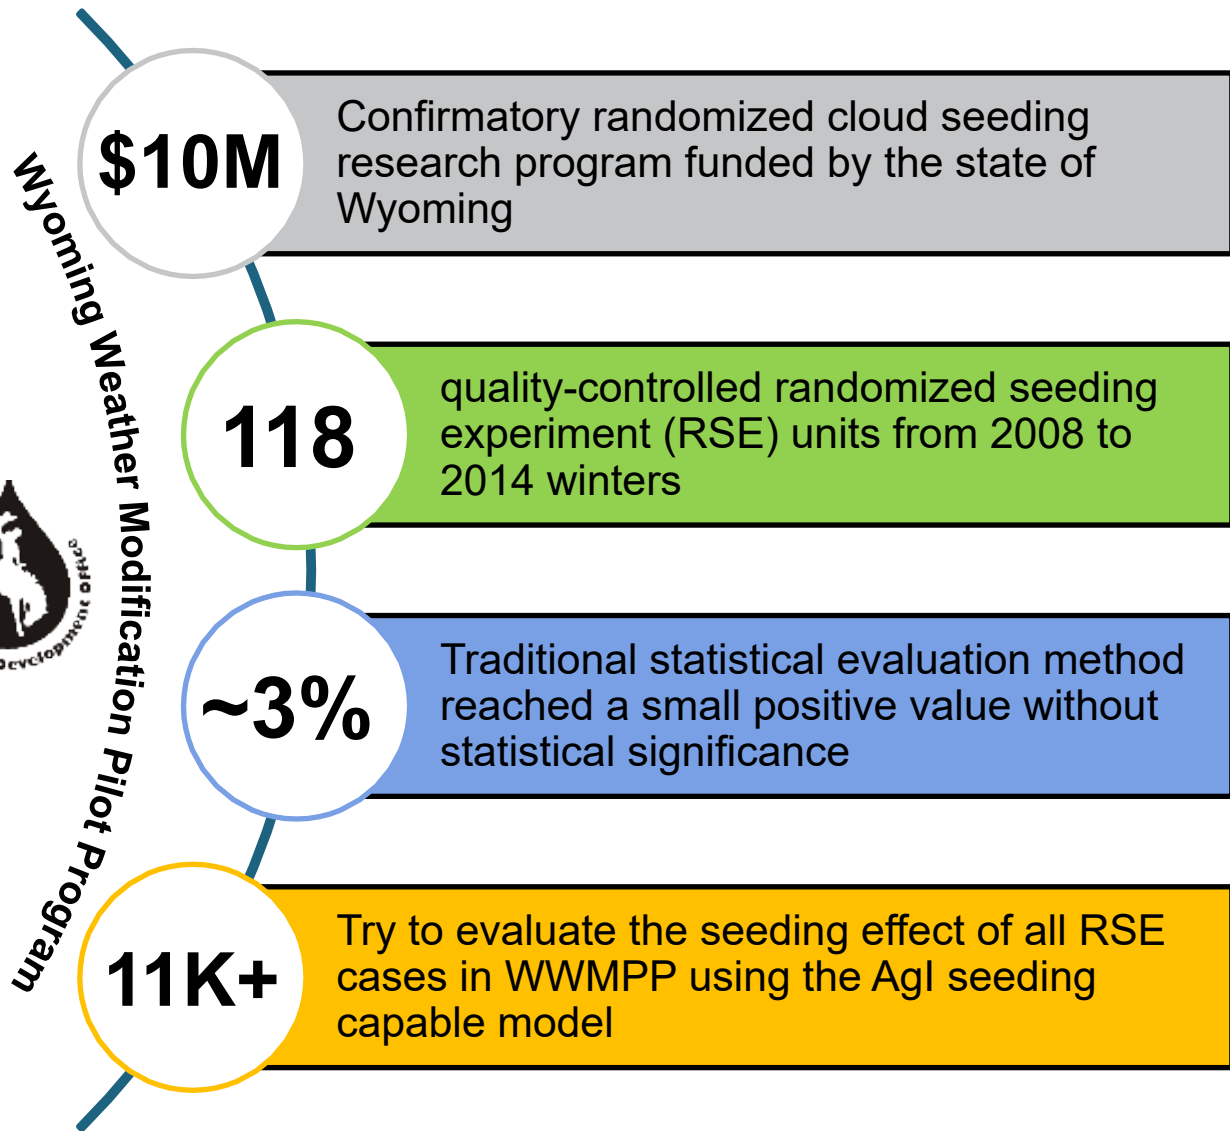 Wyoming Weather Modification Pilot Program
$10M
Confirmatory randomized cloud seeding
research program funded by the state of
Wyoming
118
quality-controlled randomized seeding
experiment (RSE) units from 2008 to
2014 winters
~3%
Traditional statistical evaluation method
reached a small positive value without
statistical significance
11K+
Try to evaluate the seeding effect of all RSE
cases in WWMPP using the AgI seeding
capable model
Development Office